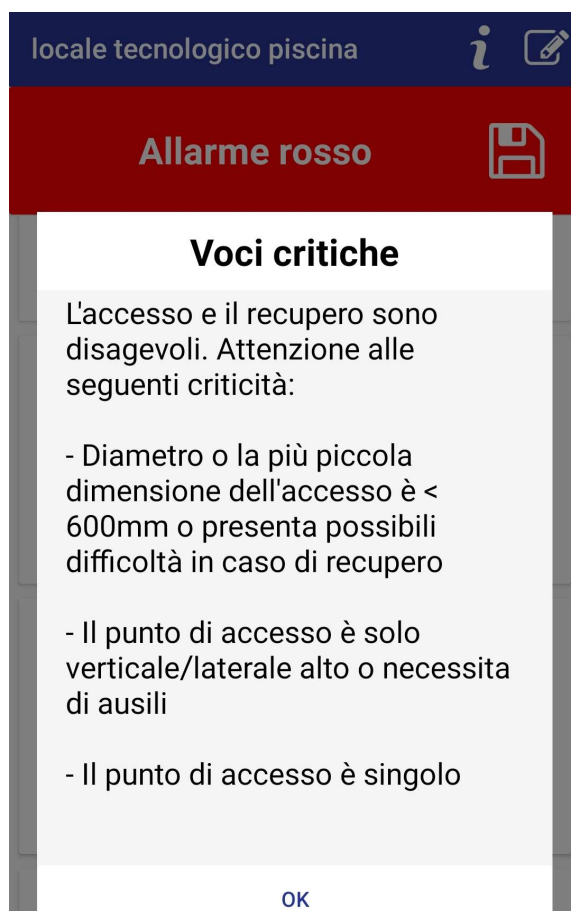 locale tecnologico piscina
Allarme rosso
Voci critiche
L'accesso e il recupero sono
disagevoli. Attenzione alle
seguenti criticità:
- Diametro o la più piccola
dimensione dell'accesso è <
600mm o presenta possibili
difficoltà in caso di recupero
- Il punto di accesso è solo
verticale/laterale alto o necessita
di ausili
- Il punto di accesso è singolo
OK